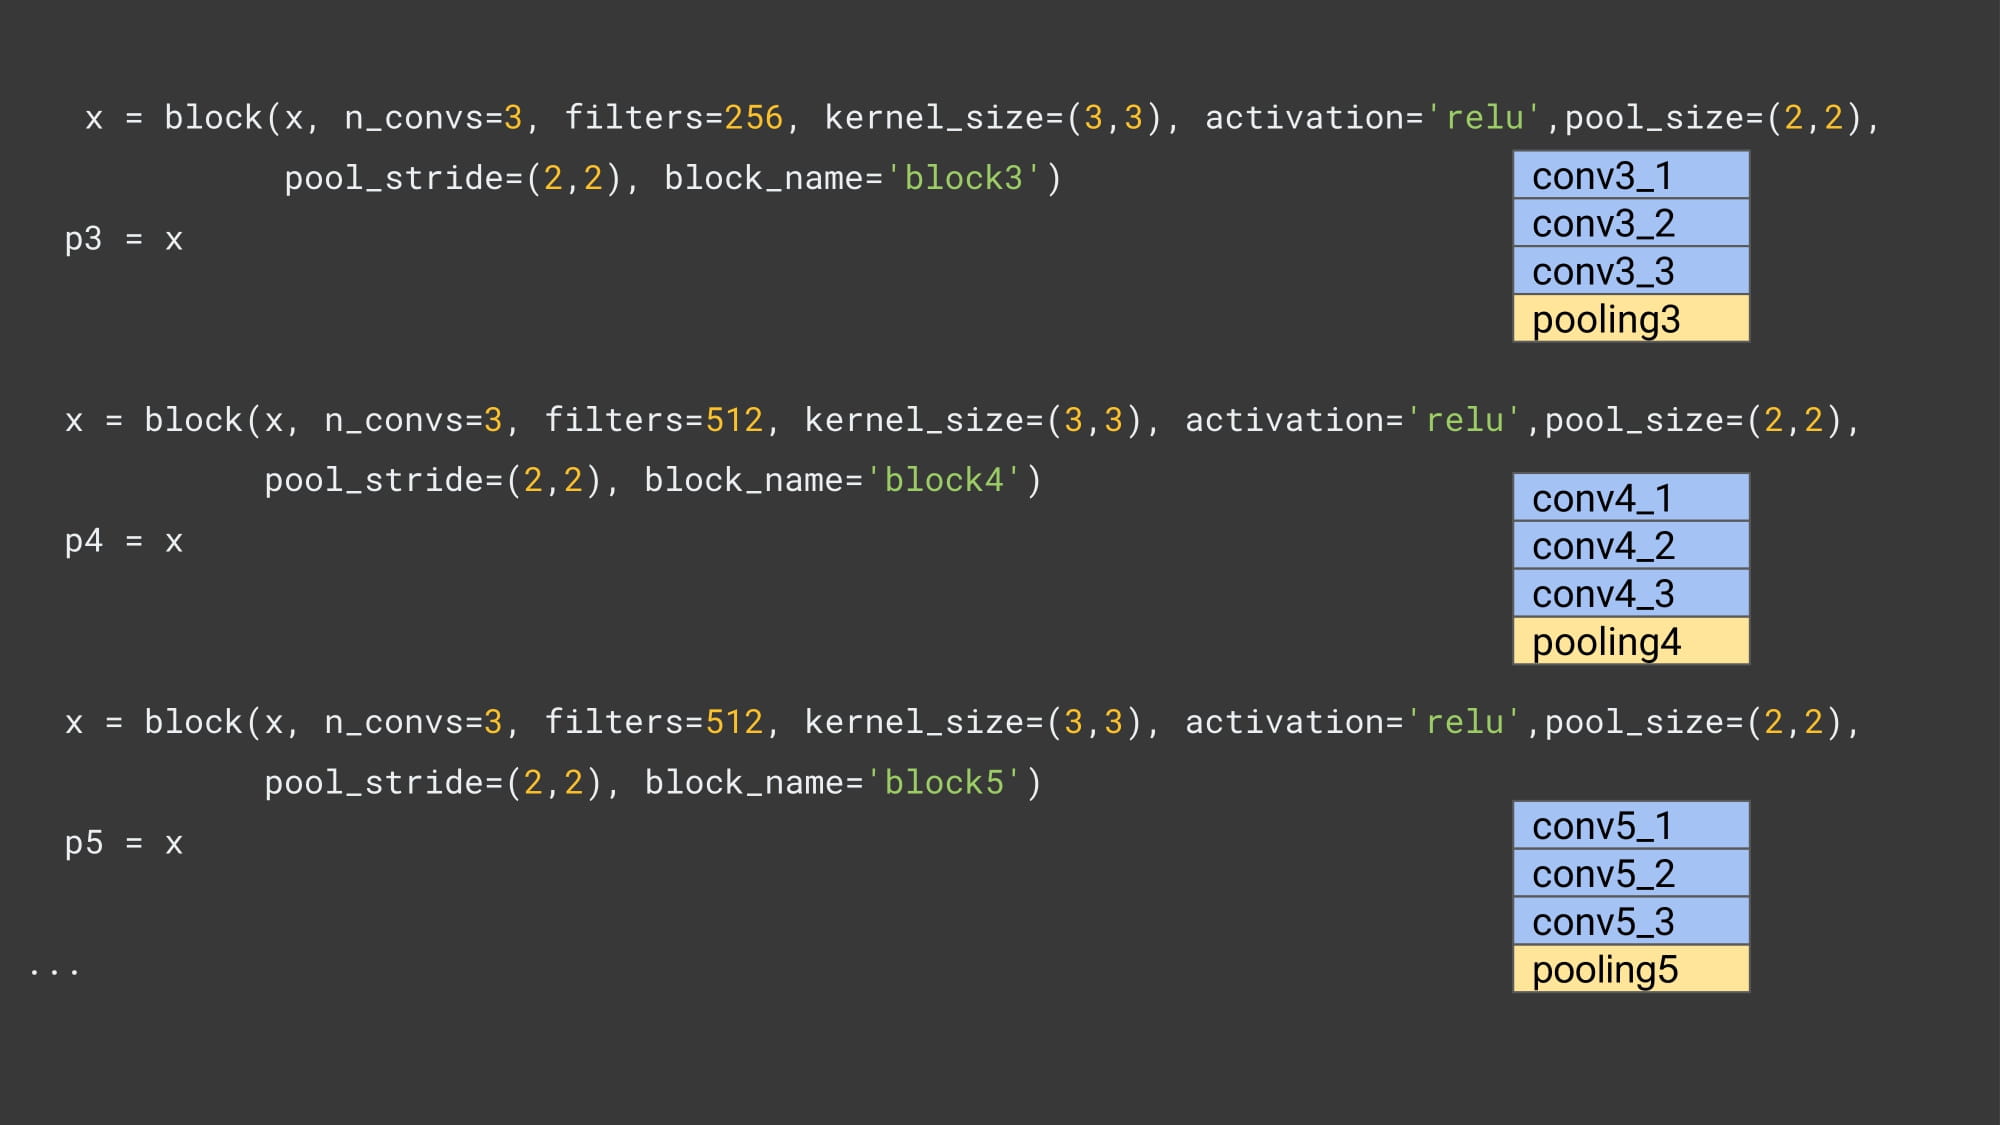 x = block(x, n_convs=3, filters=256, kernel_size=(3,3), activation='relu',pool_size=(2,2),
pool_stride=(2,2), block_name='block3')
p3 = x
conv3_1
conv3_2
conv3_3
pooling3
x = block(x, n_convs=3, filters=512, kernel_size=(3,3), activation='relu',pool_size=(2,2),
pool_stride=(2,2), block_name='block4')
p4 = x
conv4_1
conv4_2
conv4_3
pooling4
x = block(x, n_convs=3, filters=512, kernel_size=(3,3), activation='relu',pool_size=(2,2),
pool_stride=(2,2), block_name='block5')
p5 = x
conv5_1
conv5_2
conv5_3
pooling5
...